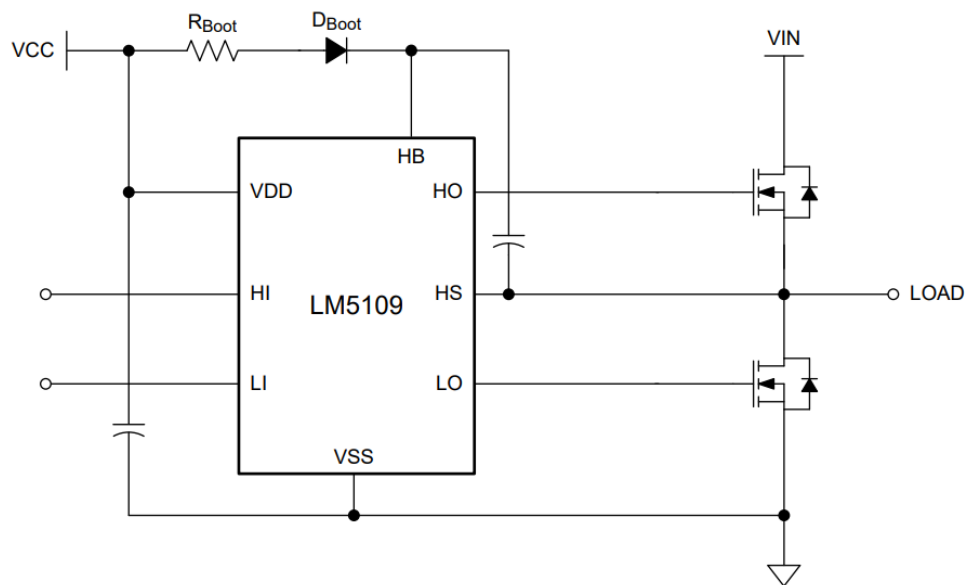 RBoot
DBoot
VCC
VIN
HB
VDD
HO
HI
LM5109
HS
LOAD
LI
LO
VSS